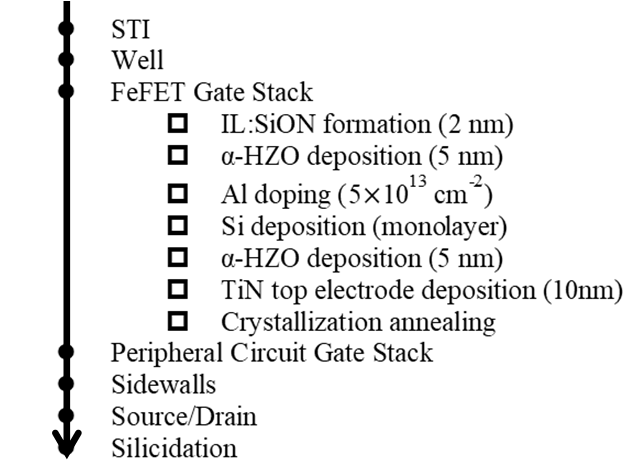 STI
Well
FeFET Gate Stack
IL:SiON formation (2 nm)
α-HZO deposition (5 nm)
Al doping (5×10¹³ cm⁻²)
Si deposition (monolayer)
α-HZO deposition (5 nm)
TiN top electrode deposition (10nm)
Crystallization annealing
Peripheral Circuit Gate Stack
Sidewalls
Source/Drain
Silicidation